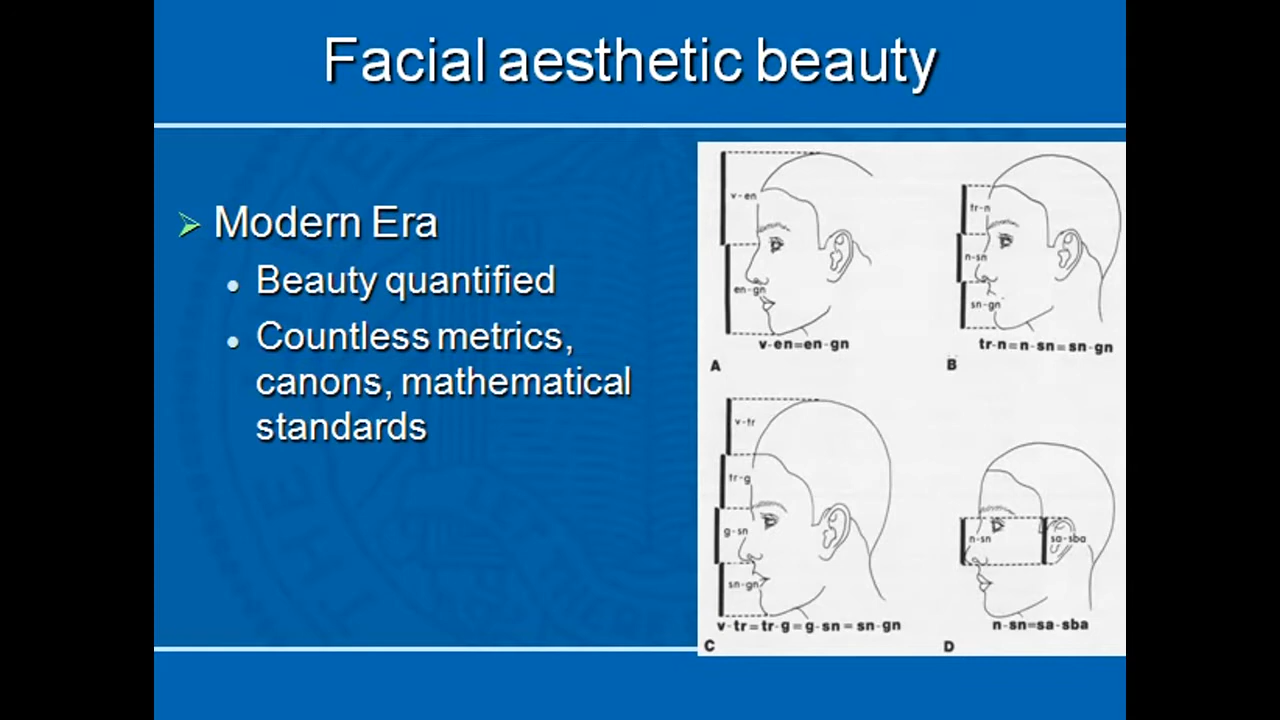 Facial aesthetic beauty
Modern Era
Beauty quantified
Countless metrics,
canons, mathematical
standards
v-en
en-gn
v-en=en-gn
A
tr-n
n-sn
sn-gn
tr-n=n-sn=sn-gn
B
v-tr
tr-g
g-sn
sn-gn
v-tr=tr-g=g-sn=sn-gn
C
n-sn
sa-sba
n-sn=sa-sba
D